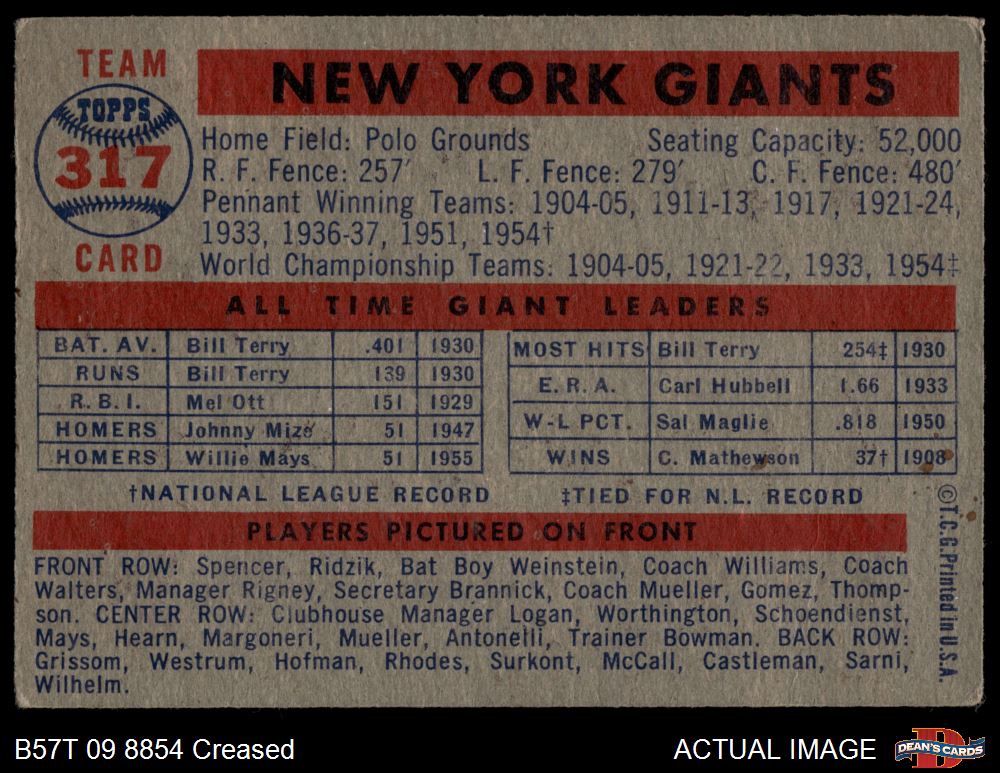 TEAM
TOPPS
317
CARD
NEW YORK GIANTS
Home Field: Polo Grounds Seating Capacity: 52,000
R. F. Fence: 257′ L. F. Fence: 279′ C. F. Fence: 480′
Pennant Winning Teams: 1904-05, 1911-13, 1917, 1921-24,
1933, 1936-37, 1951, 1954†
World Championship Teams: 1904-05, 1921-22, 1933, 1954‡
ALL TIME GIANT LEADERS
BAT. AV. Bill Terry .401 1930
RUNS Bill Terry 139 1930
R.B.I. Mel Ott 151 1929
HOMERS Johnny Mize 51 1947
HOMERS Willie Mays 51 1955
MOST HITS Bill Terry 254‡ 1930
E.R.A. Carl Hubbell 1.66 1933
W-L PCT. Sal Maglie .818 1950
WINS C. Mathewson 37† 1908
†NATIONAL LEAGUE RECORD ‡TIED FOR N.L. RECORD
PLAYERS PICTURED ON FRONT
FRONT ROW: Spencer, Ridzik, Bat Boy Weinstein, Coach Williams, Coach
Walters, Manager Rigney, Secretary Brannick, Coach Mueller, Gomez, Thomp-
son. CENTER ROW: Clubhouse Manager Logan, Worthington, Schoendienst,
Mays, Hearn, Margoneri, Mueller, Antonelli, Trainer Bowman. BACK ROW:
Grissom, Westrum, Hofman, Rhodes, Surkont, McCall, Castleman, Sarni,
Wilhelm.
©T.C.G. Printed in U.S.A.
B57T 09 8854 Creased
ACTUAL IMAGE
DEAN'S CARDS